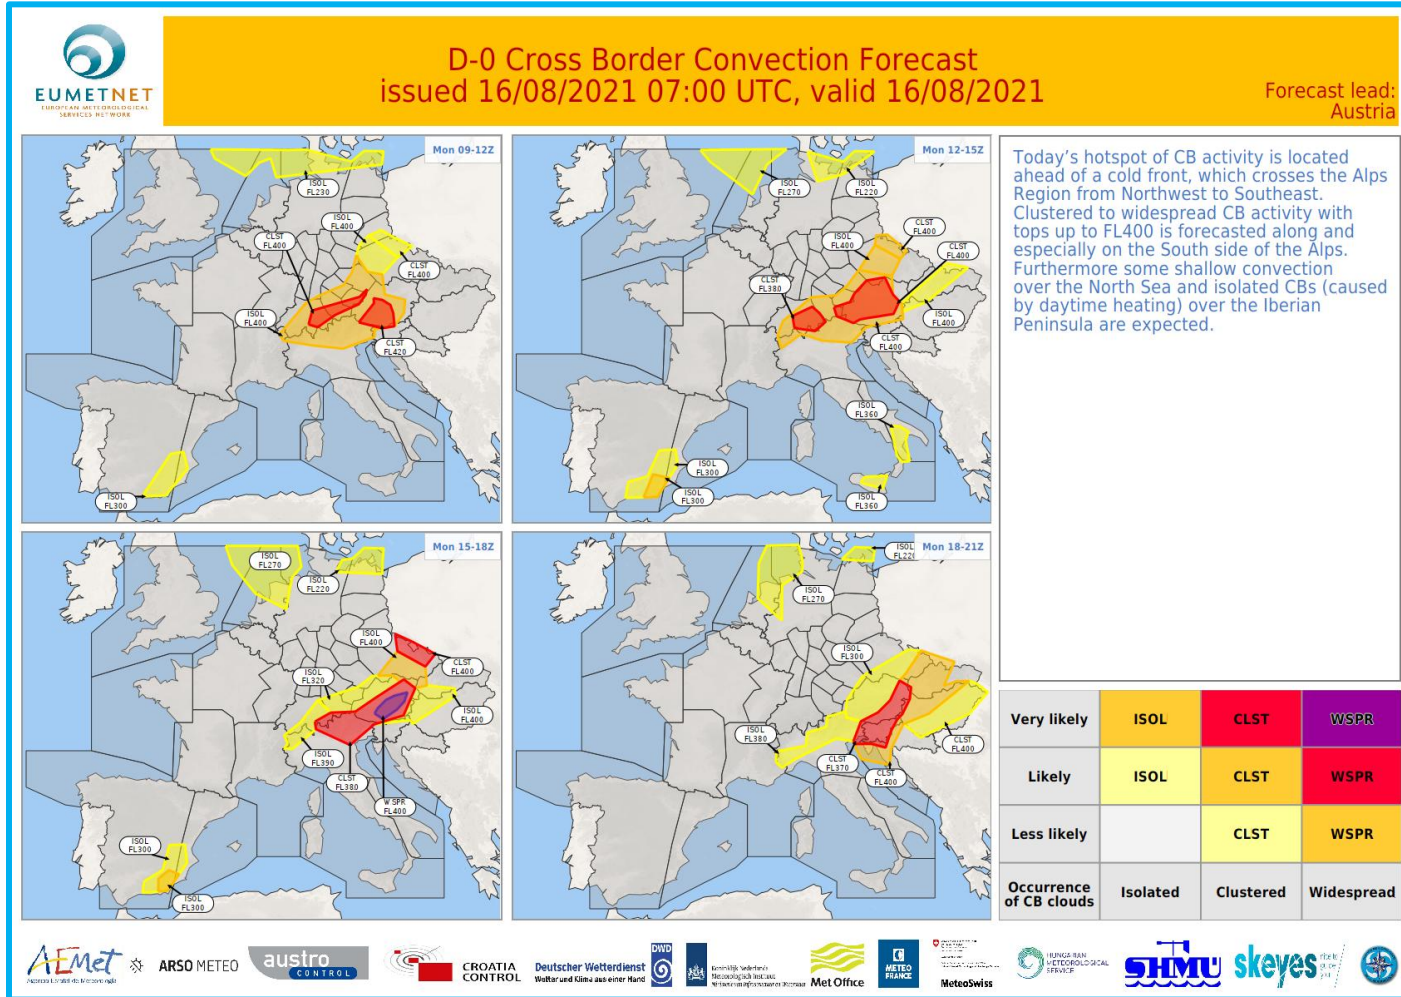 D-0 Cross Border Convection Forecast
issued 16/08/2021 07:00 UTC, valid 16/08/2021
Forecast lead:
Austria
EUMETNET
EUROPEAN METEOROLOGICAL
SERVICES NETWORK
Mon 09-12Z
ISOL
FL230
ISOL
FL400
CLST
FL400
CLST
FL400
ISOL
FL400
CLST
FL420
ISOL
FL300
Mon 12-15Z
ISOL
FL270
ISOL
FL220
CLST
FL400
ISOL
FL400
CLST
FL400
CLST
FL380
ISOL
FL400
CLST
FL400
ISOL
FL360
ISOL
FL300
ISOL
FL300
ISOL
FL360
Today's hotspot of CB activity is located
ahead of a cold front, which crosses the Alps
Region from Northwest to Southeast.
Clustered to widespread CB activity with
tops up to FL400 is forecasted along and
especially on the South side of the Alps.
Furthermore some shallow convection
over the North Sea and isolated CBs (caused
by daytime heating) over the Iberian
Peninsula are expected.
Mon 15-18Z
ISOL
FL270
ISOL
FL220
ISOL
FL400
CLST
FL400
ISOL
FL320
ISOL
FL400
ISOL
FL390
CLST
FL380
WSPR
FL400
ISOL
FL300
ISOL
FL300
Mon 18-21Z
ISOL
FL220
ISOL
FL270
ISOL
FL300
ISOL
FL380
CLST
FL400
CLST
FL370
CLST
FL400
Very likely ISOL CLST WSPR
Likely ISOL CLST WSPR
Less likely CLST WSPR
Occurrence
of CB clouds Isolated Clustered Widespread
AEMet
Agencia Estatal de Meteorología
ARSO METEO
austro
CONTROL
CROATIA
CONTROL
Deutscher Wetterdienst
Wetter und Klima aus einer Hand
DWD
Koninklijk Nederlands
Meteorologisch Instituut
Met Office
METEO
FRANCE
MeteoSwiss
HUNGARIAN
METEOROLOGICAL
SERVICE
SHMU
skeyes